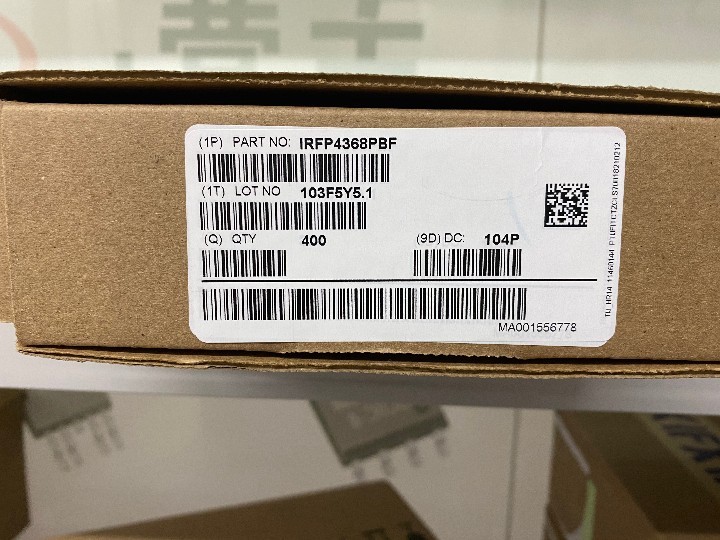 (1P) PART NO: IRFP4368PBF
(1T) LOT NO 103F5Y5.1
(Q) QTY 400
(9D) DC: 104P
MA001556778